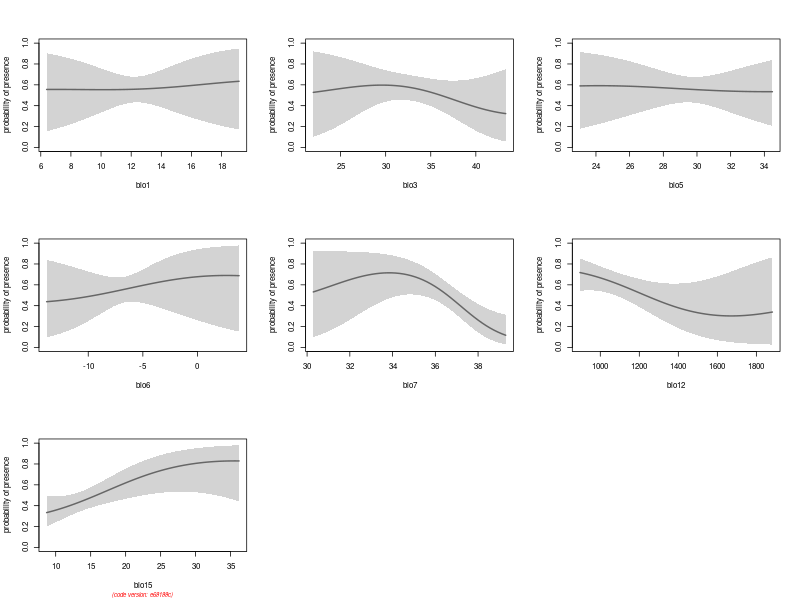 probability of presence
0.0 0.2 0.4 0.6 0.8 1.0
6 8 10 12 14 16 18
bio1
probability of presence
0.0 0.2 0.4 0.6 0.8 1.0
25 30 35 40
bio3
probability of presence
0.0 0.2 0.4 0.6 0.8 1.0
24 26 28 30 32 34
bio5
probability of presence
0.0 0.2 0.4 0.6 0.8 1.0
-10 -5 0
bio6
probability of presence
0.0 0.2 0.4 0.6 0.8 1.0
30 32 34 36 38
bio7
probability of presence
0.0 0.2 0.4 0.6 0.8 1.0
1000 1200 1400 1600 1800
bio12
probability of presence
0.0 0.2 0.4 0.6 0.8 1.0
10 15 20 25 30 35
bio15
(code version: